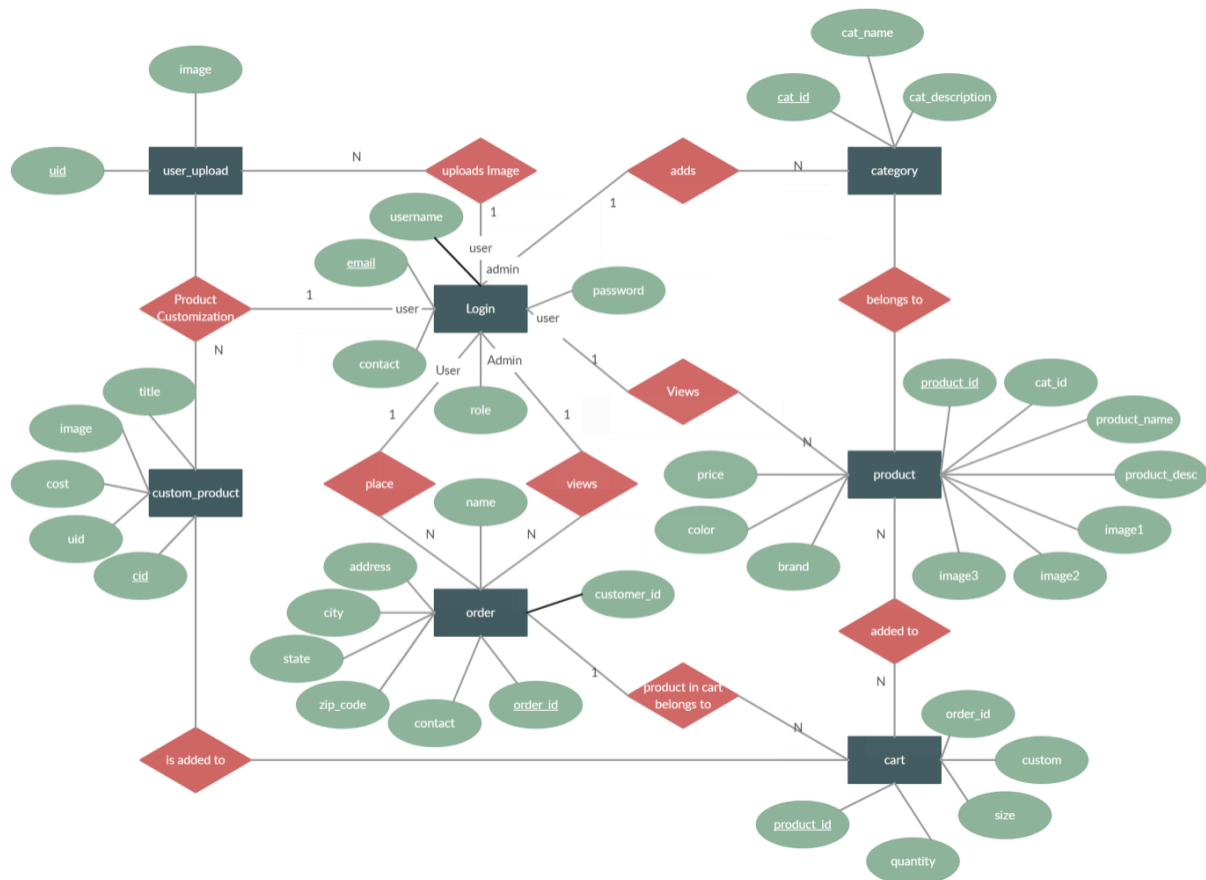 cat_name
image
cat_id
cat_description
N
uid
user_upload
uploads Image
adds
N
category
1
1
username
user
email
admin
password
Product
Customization
1
user
Login
user
belongs to
N
contact
User
Admin
1
title
product_id
cat_id
Views
role
image
1
1
product_name
N
cost
custom_product
place
views
price
product
product_desc
name
uid
color
image1
N
N
N
cid
address
brand
image3
image2
customer_id
city
order
added to
state
1
N
product in cart
belongs to
zip_code
order_id
contact
order_id
N
is added to
cart
custom
product_id
size
quantity